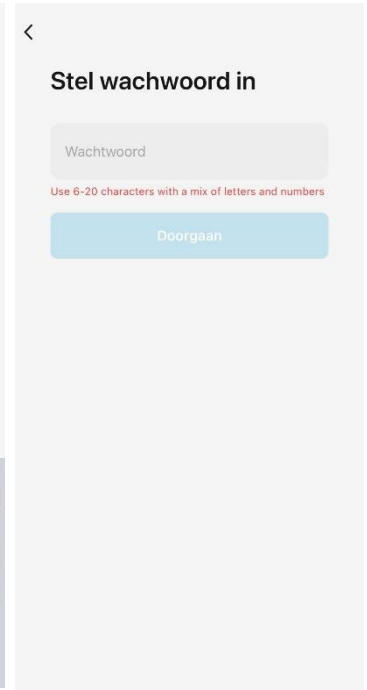 Stel wachwoord in
Wachtwoord
Use 6-20 characters with a mix of letters and numbers
Doorgaan